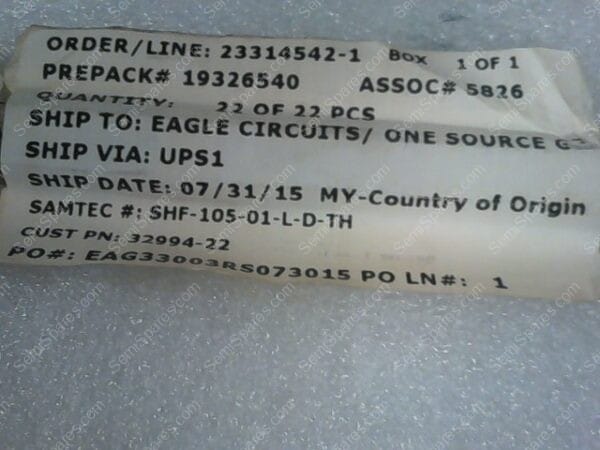 ORDER/LINE: 23314542-1 Box 1 OF 1
PREPACK# 19326540 ASSOC# 5826
QUANTITY: 22 OF 22 PCS
SHIP TO: EAGLE CIRCUITS/ ONE SOURCE
SHIP VIA: UPS1
SHIP DATE: 07/31/15 MY-Country of Origin
SAMTEC #: SHF-105-01-L-D-TH
CUST PN: 32994-22
PO#: EAG33003RS073015 PO LN#: 1
SemiSpares.com